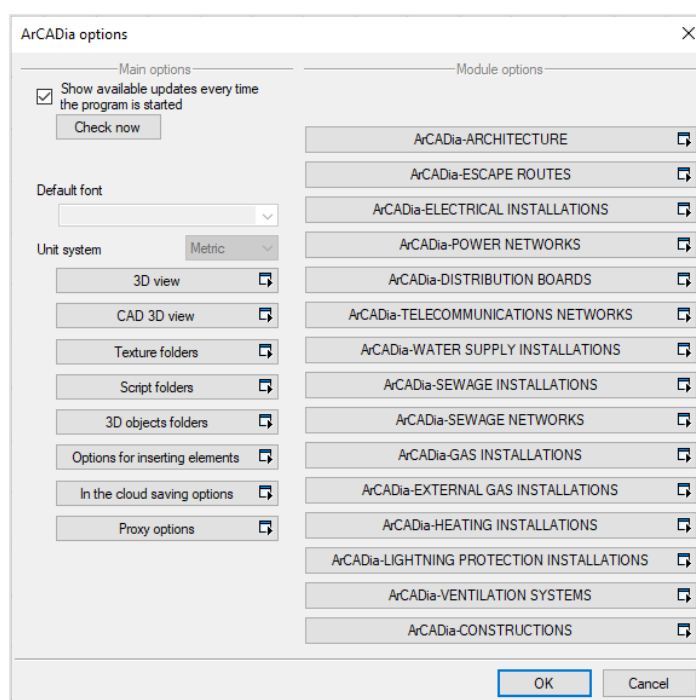 ArCADia options
Main options
Show available updates every time
the program is started
Check now
Default font
Unit system
Metric
3D view
CAD 3D view
Texture folders
Script folders
3D objects folders
Options for inserting elements
In the cloud saving options
Proxy options
Module options
ArCADia-ARCHITECTURE
ArCADia-ESCAPE ROUTES
ArCADia-ELECTRICAL INSTALLATIONS
ArCADia-POWER NETWORKS
ArCADia-DISTRIBUTION BOARDS
ArCADia-TELECOMMUNICATIONS NETWORKS
ArCADia-WATER SUPPLY INSTALLATIONS
ArCADia-SEWAGE INSTALLATIONS
ArCADia-SEWAGE NETWORKS
ArCADia-GAS INSTALLATIONS
ArCADia-EXTERNAL GAS INSTALLATIONS
ArCADia-HEATING INSTALLATIONS
ArCADia-LIGHTNING PROTECTION INSTALLATIONS
ArCADia-VENTILATION SYSTEMS
ArCADia-CONSTRUCTIONS
OK
Cancel